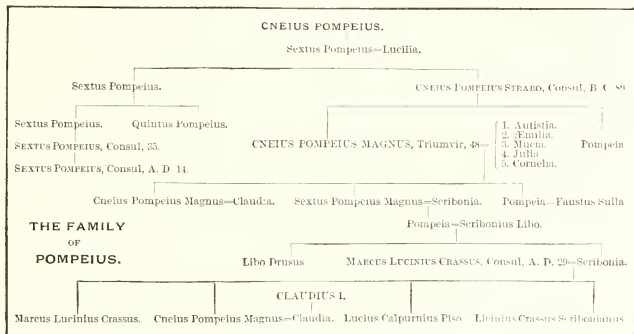 CNEIUS POMPEIUS.
Sextus Pompeius=Lucilia.
Sextus Pompeius. CNEIUS POMPEIUS STRABO, Consul, B. C. 89
Sextus Pompeius. Quintus Pompeius.
SEXTUS POMPEIUS, Consul, 35.
SEXTUS POMPEIUS, Consul, A. D 14.
CNEIUS POMPEIUS MAGNUS, Triumvir, 48=
1. Antistia.
2. Æmilia.
3. Mucia.
4. Julia
5. Cornelia.
Pompeia
Cneius Pompeius Magnus=Claudia. Sextus Pompeius Magnus=Scribonia. Pompeia=Faustus Sulla
Pompeia=Scribonius Libo.
THE FAMILY
OF
POMPEIUS.
Libo Drusus MARCUS LUCINIUS CRASSUS, Consul, A. D. 29=Scribonia.
CLAUDIUS I.
Marcus Lucinius Crassus. Cneius Pompeius Magnus=Claudia. Lucius Calpurnius Piso Licinius Crassus Scribonianus